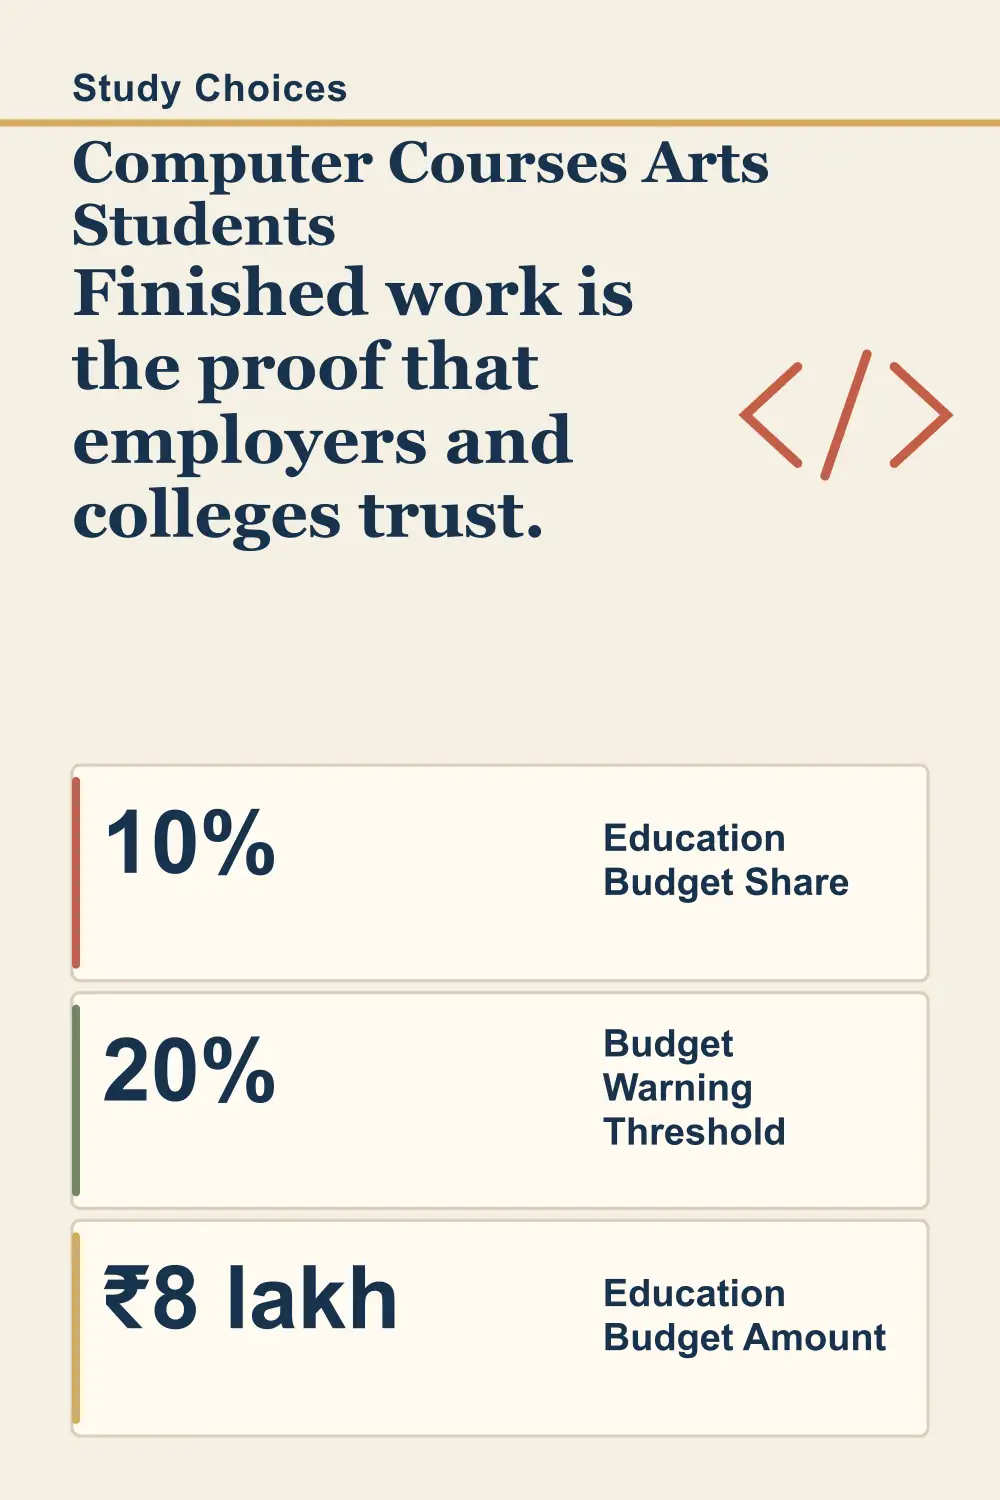 Study Choices
Computer Courses Arts
Students
Finished work is
the proof that
employers and
colleges trust.
</>
10%
Education
Budget Share
20%
Budget
Warning
Threshold
₹8 lakh
Education
Budget Amount